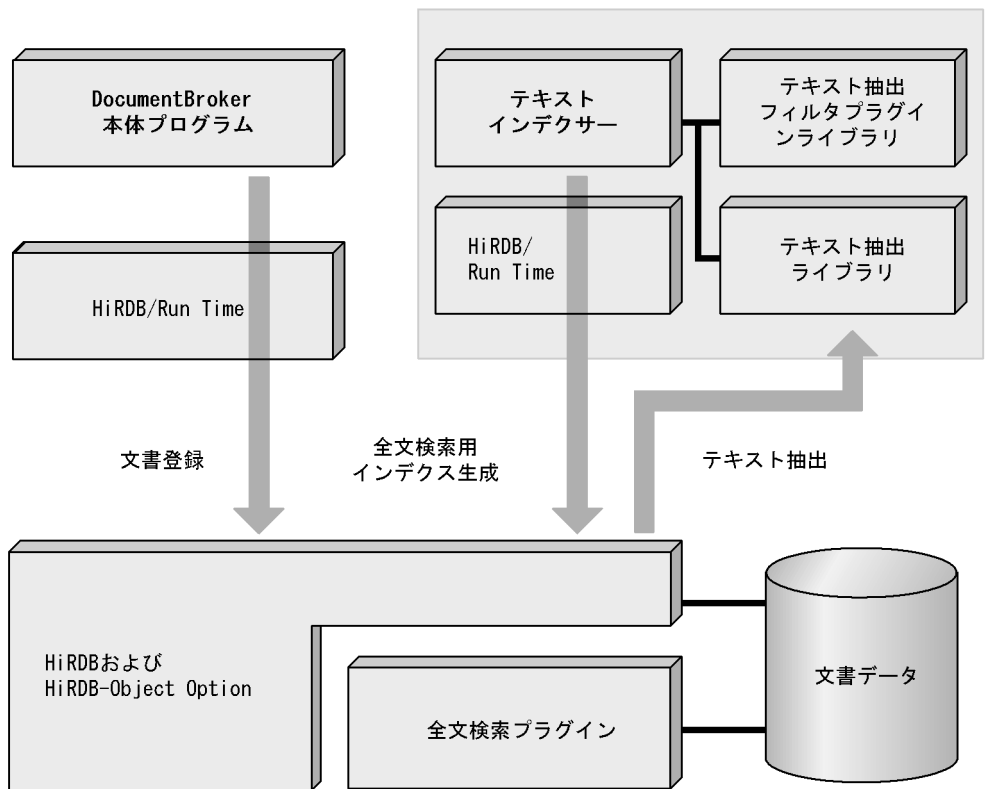 DocumentBroker
本体プログラム
HiRDB/Run Time
テキスト
インデクサー
テキスト抽出
フィルタプラグイ
ンライブラリ
HiRDB/
Run Time
テキスト抽出
ライブラリ
文書登録
全文検索用
インデクス生成
テキスト抽出
HiRDBおよび
HiRDB-Object Option
全文検索プラグイン
文書データ